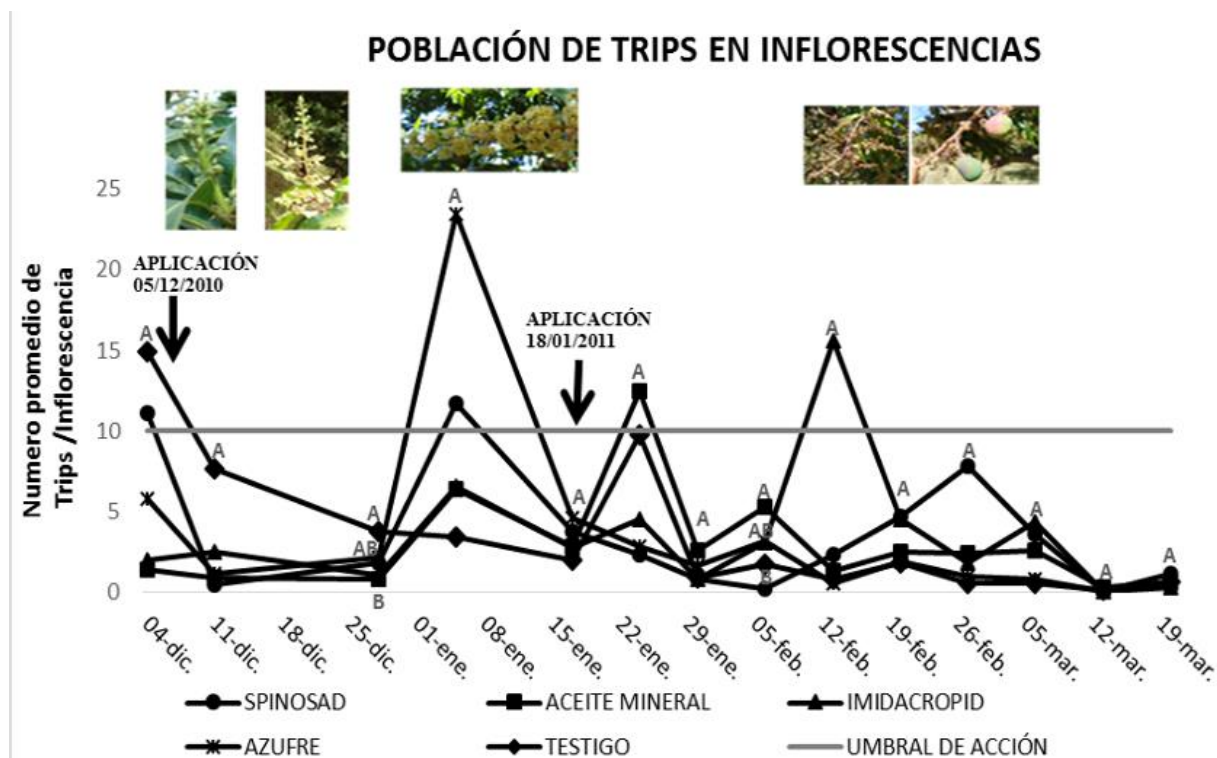 POBLACIÓN DE TRIPS EN INFLORESCENCIAS
Numero promedio de
Trips /Inflorescencia
25
20
15
10
5
0
APLICACIÓN
05/12/2010
APLICACIÓN
18/01/2011
A
A
A
AB
B
A
A
A
A
A
AB
B
A
A
A
A
A
A
04-dic.
11-dic.
18-dic.
25-dic.
01-ene.
08-ene.
15-ene.
22-ene.
29-ene.
05-feb.
12-feb.
19-feb.
26-feb.
05-mar.
12-mar.
19-mar.
SPINOSAD
ACEITE MINERAL
IMIDACROPID
AZUFRE
TESTIGO
UMBRAL DE ACCIÓN